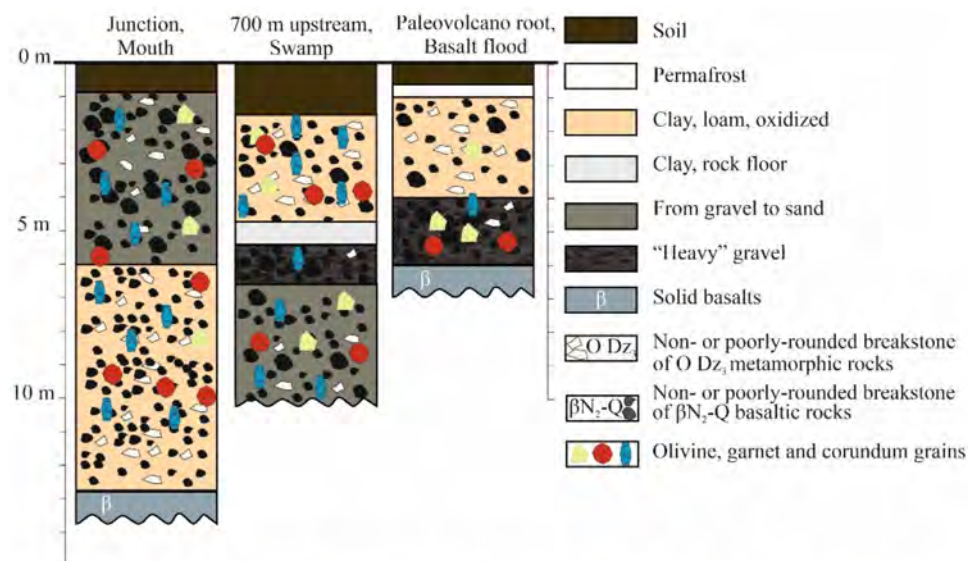 Junction,
Mouth
700 m upstream,
Swamp
Paleovolcano root,
Basalt flood
0 m
5 m
10 m
β
β
Soil
Permafrost
Clay, loam, oxidized
Clay, rock floor
From gravel to sand
“Heavy” gravel
β
Solid basalts
O Dz₃
Non- or poorly-rounded breakstone
of O Dz₃ metamorphic rocks
βN₂-Q
Non- or poorly-rounded breakstone
of βN₂-Q basaltic rocks
Olivine, garnet and corundum grains